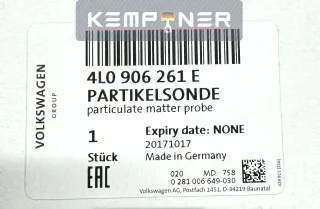 KEMPTNER
VOLKSWAGEN
GROUP
4L0 906 261 E
PARTIKELSONDE
particulate matter probe
1
Stück
Expiry date: NONE
20171017
Made in Germany
EAC
020 MD: 758
0 281 006 649-030
Volkswagen AG, Postfach 1451, D-34219 Baunatal